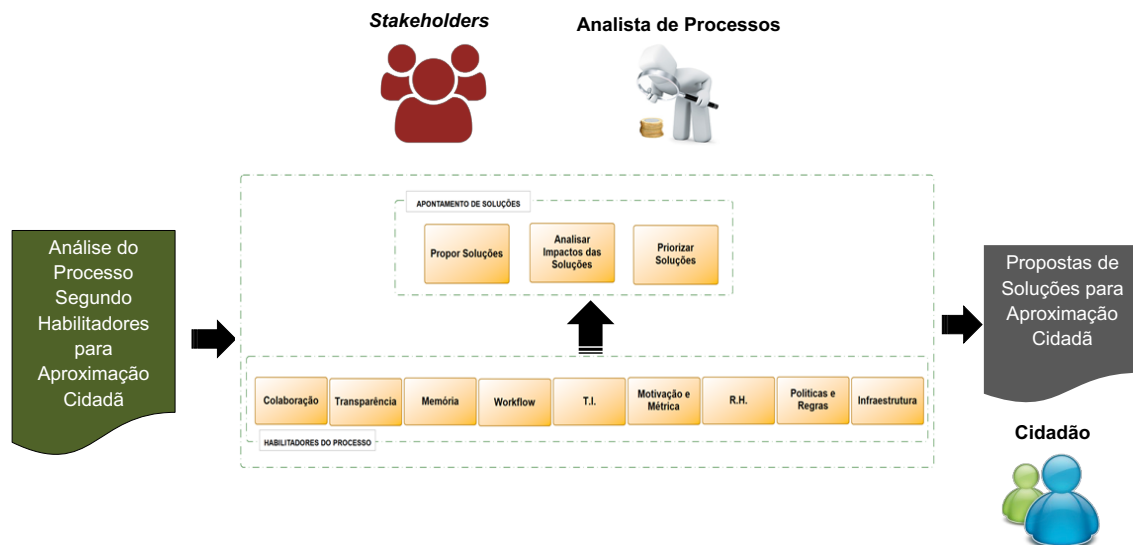 Stakeholders
Analista de Processos
Análise do
Processo
Segundo
Habilitadores
para
Aproximação
Cidadã
APONTAMENTO DE SOLUÇÕES
Propor Soluções
Analisar
Impactos das
Soluções
Priorizar
Soluções
Colaboração
Transparência
Memória
Workflow
T.I.
Motivação e
Métrica
R.H.
Politicas e
Regras
Infraestrutura
HABILITADORES DO PROCESSO
Propostas de
Soluções para
Aproximação
Cidadã
Cidadão